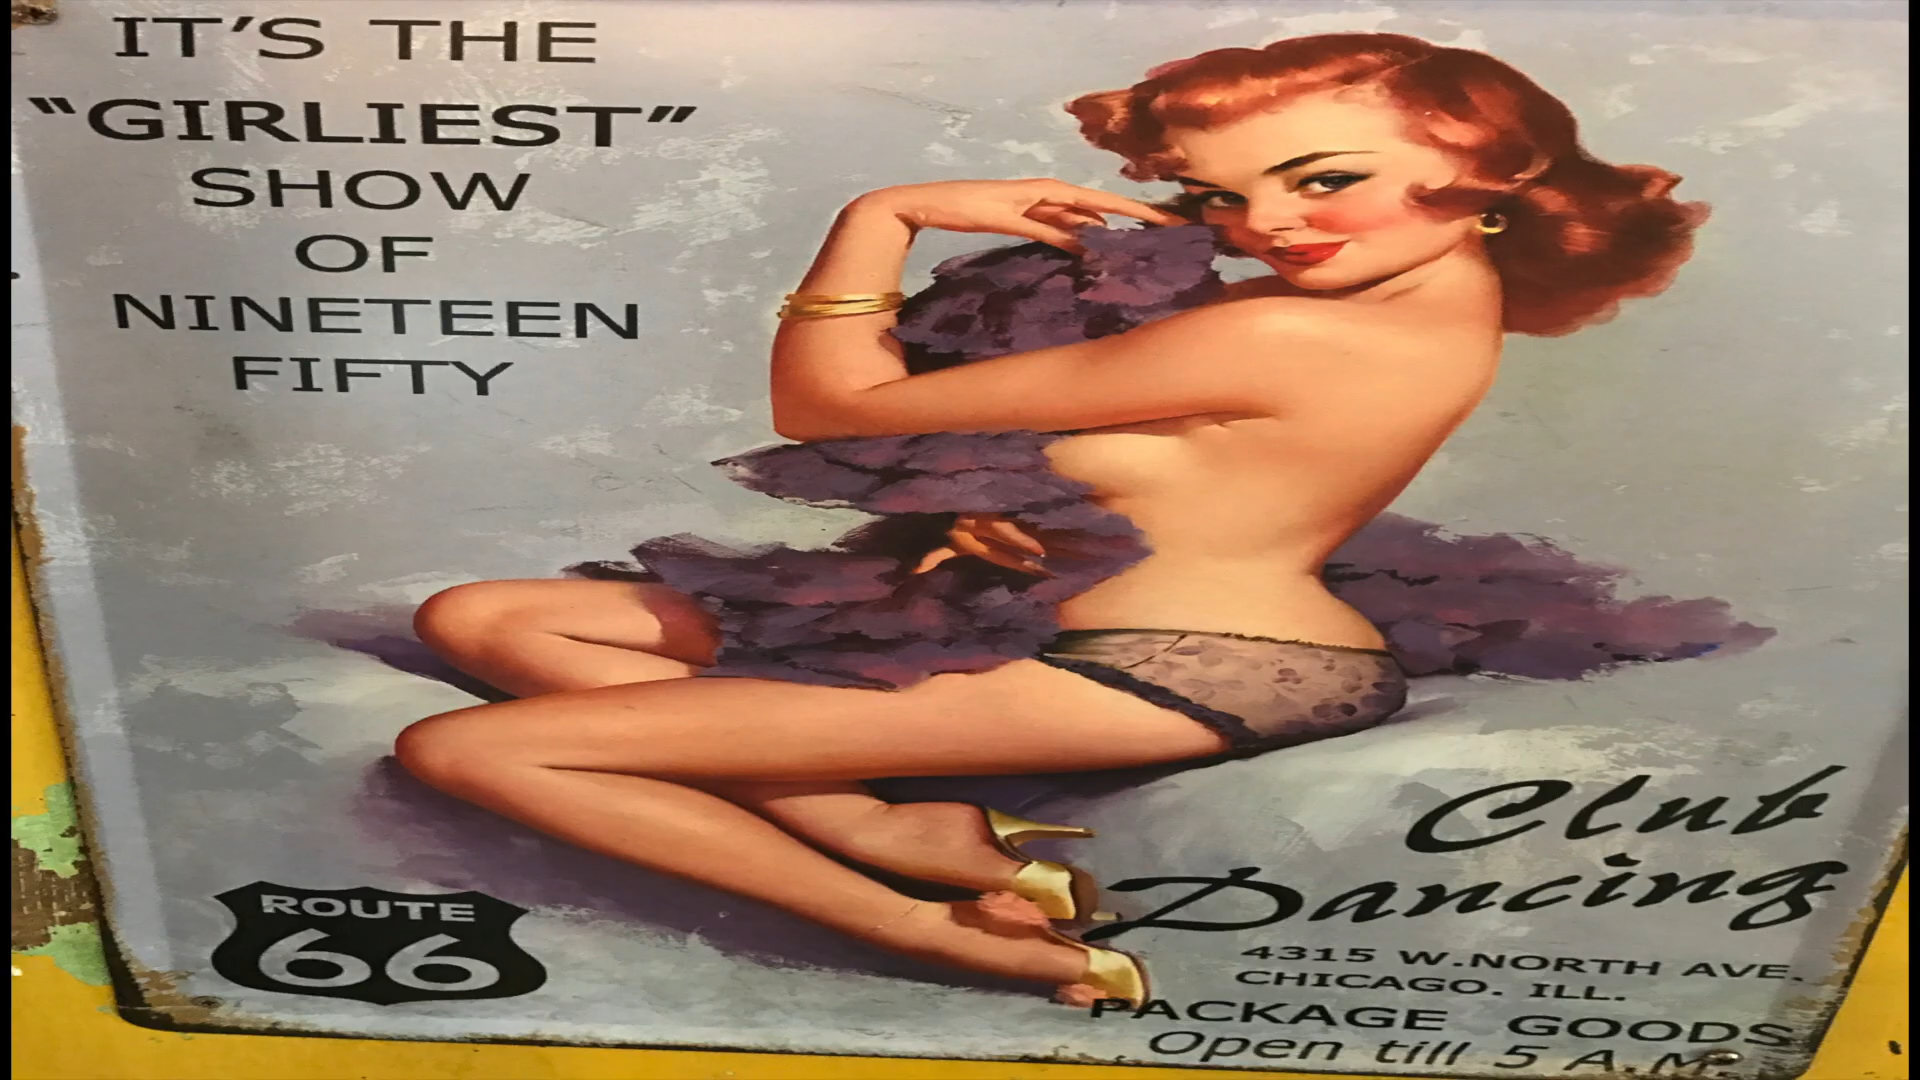 IT'S THE
"GIRLIEST"
SHOW
OF
NINETEEN
FIFTY
ROUTE
66
Club
Dancing
4315 W.NORTH AVE.
CHICAGO. ILL.
PACKAGE GOODS
Open till 5 A.M.